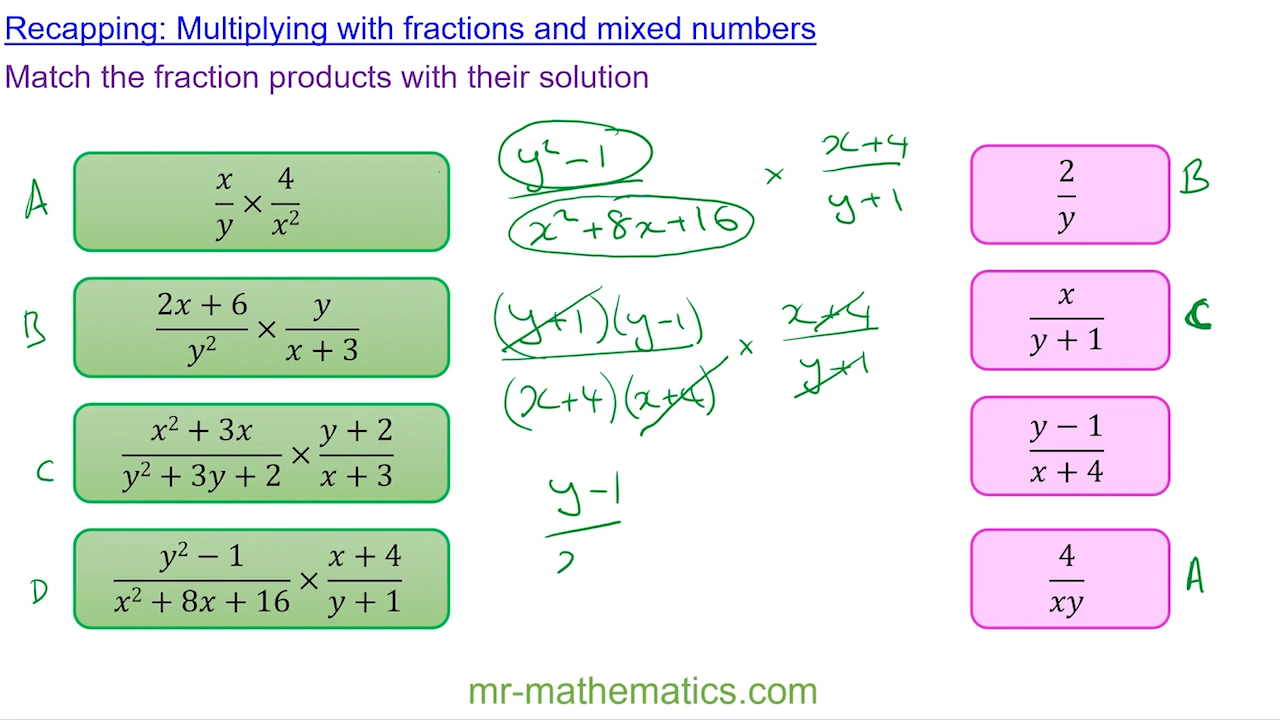 Recapping: Multiplying with fractions and mixed numbers
Match the fraction products with their solution
A
x/y × 4/x²
B
(2x + 6)/y² × y/(x + 3)
C
(x² + 3x)/(y² + 3y + 2) × (y + 2)/(x + 3)
D
(y² − 1)/(x² + 8x + 16) × (x + 4)/(y + 1)
(y² − 1)/(x² + 8x + 16) × (x + 4)/(y + 1)
(y+1)(y−1)/(x+4)(x+4) × (x+4)/(y+1)
y−1
2/y
B
x/(y + 1)
C
(y − 1)/(x + 4)
4/xy
A
mr-mathematics.com